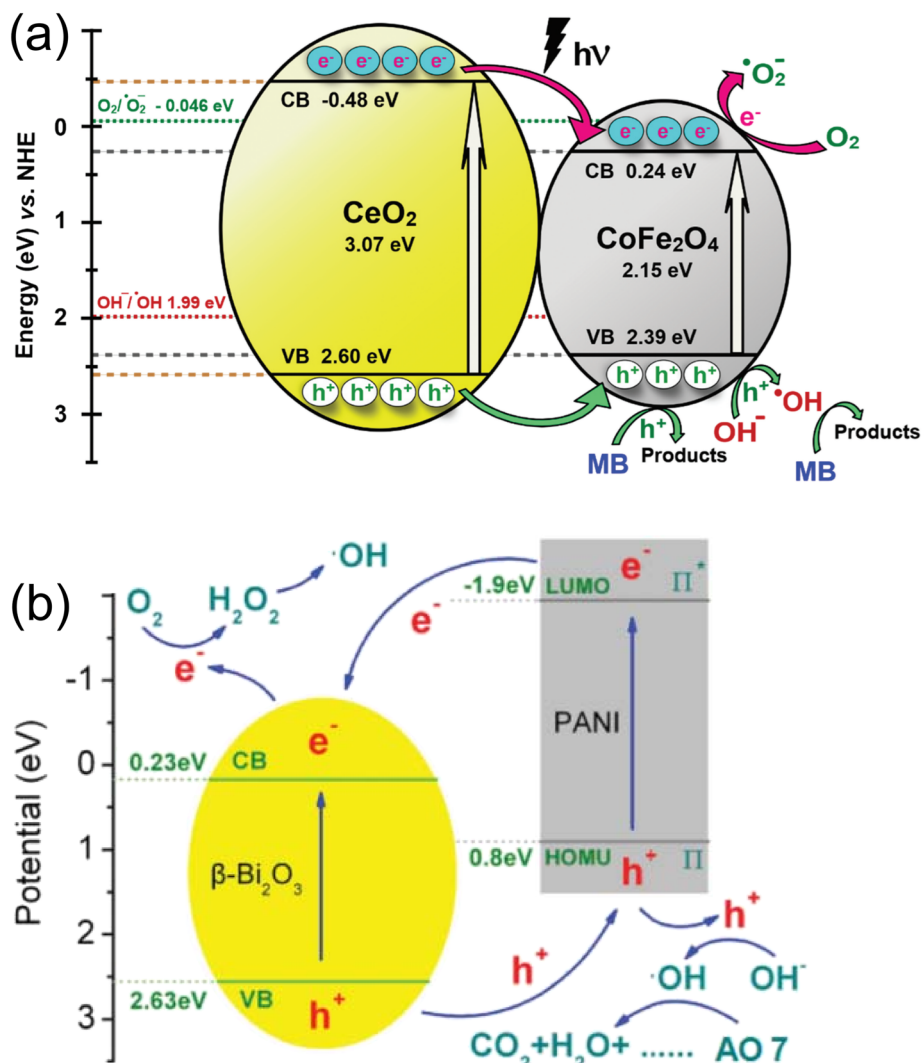 (a)
Energy (eV) vs. NHE
0
1
2
3
e⁻ e⁻ e⁻ e⁻
CB -0.48 eV
O₂/•O₂⁻ - 0.046 eV
hν
•O₂⁻
e⁻
O₂
e⁻ e⁻ e⁻
CB 0.24 eV
CeO₂
3.07 eV
CoFe₂O₄
2.15 eV
OH⁻/•OH 1.99 eV
VB 2.60 eV
VB 2.39 eV
h⁺ h⁺ h⁺ h⁺
h⁺ h⁺ h⁺
h⁺
MB
Products
h⁺
OH⁻
•OH
MB
Products
(b)
Potential (eV)
-1
0
1
2
3
O₂
H₂O₂
·OH
e⁻
e⁻
-1.9eV
LUMO
e⁻
Π*
PANI
e⁻
0.23eV
CB
β-Bi₂O₃
0.8eV
HOMU
h⁺
Π
2.63eV
VB
h⁺
h⁺
h⁺
·OH
OH⁻
CO₂+H₂O+ ......
AO 7